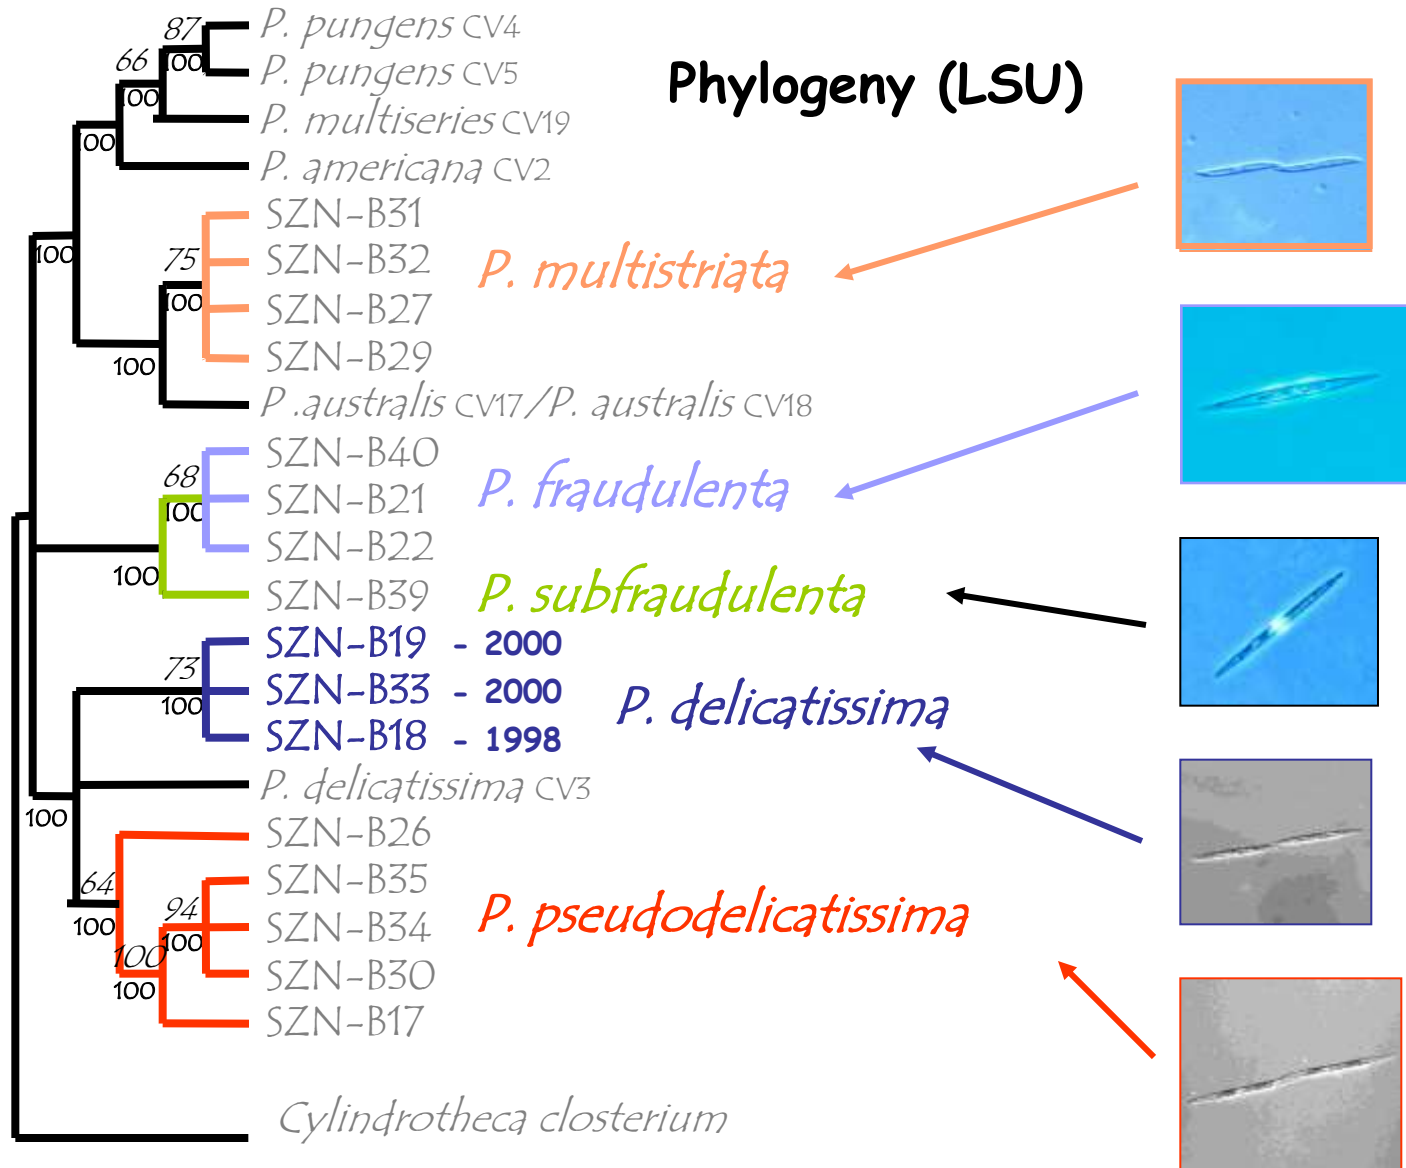 87
P. pungens CV4
Phylogeny (LSU)
66
100
P. pungens CV5
100
P. multiseries CV19
100
P. americana CV2
SZN-B31
100
75
SZN-B32
P. multistriata
100
SZN-B27
100
SZN-B29
P .australis CV17/P. australis CV18
SZN-B40
68
SZN-B21
P. fraudulenta
100
SZN-B22
100
SZN-B39
P. subfraudulenta
SZN-B19 - 2000
73
SZN-B33 - 2000
100
P. delicatissima
SZN-B18 - 1998
P. delicatissima CV3
100
SZN-B26
64
SZN-B35
94
100
SZN-B34
P. pseudodelicatissima
100
100
SZN-B30
100
SZN-B17
Cylindrotheca closterium